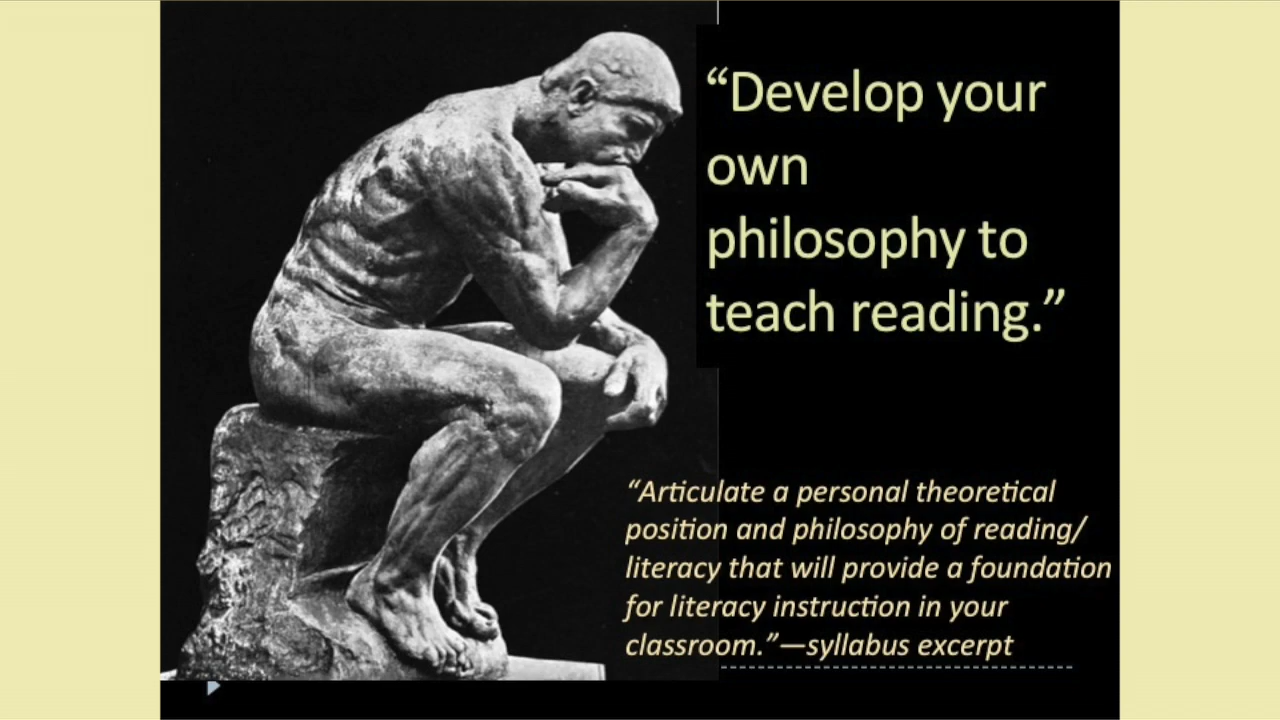 “Develop your
own
philosophy to
teach reading.”
“Articulate a personal theoretical
position and philosophy of reading/
literacy that will provide a foundation
for literacy instruction in your
classroom.”—syllabus excerpt